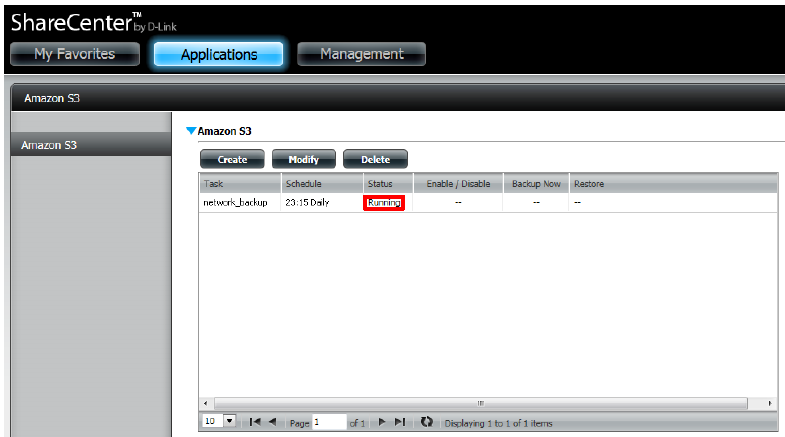 ShareCenter™ by D-Link
My Favorites Applications Management
Amazon S3
Amazon S3
Amazon S3
Create Modify Delete
Task Schedule Status Enable / Disable Backup Now Restore
network_backup 23:15 Daily Running -- -- --
10 Page 1 of 1 Displaying 1 to 1 of 1 items